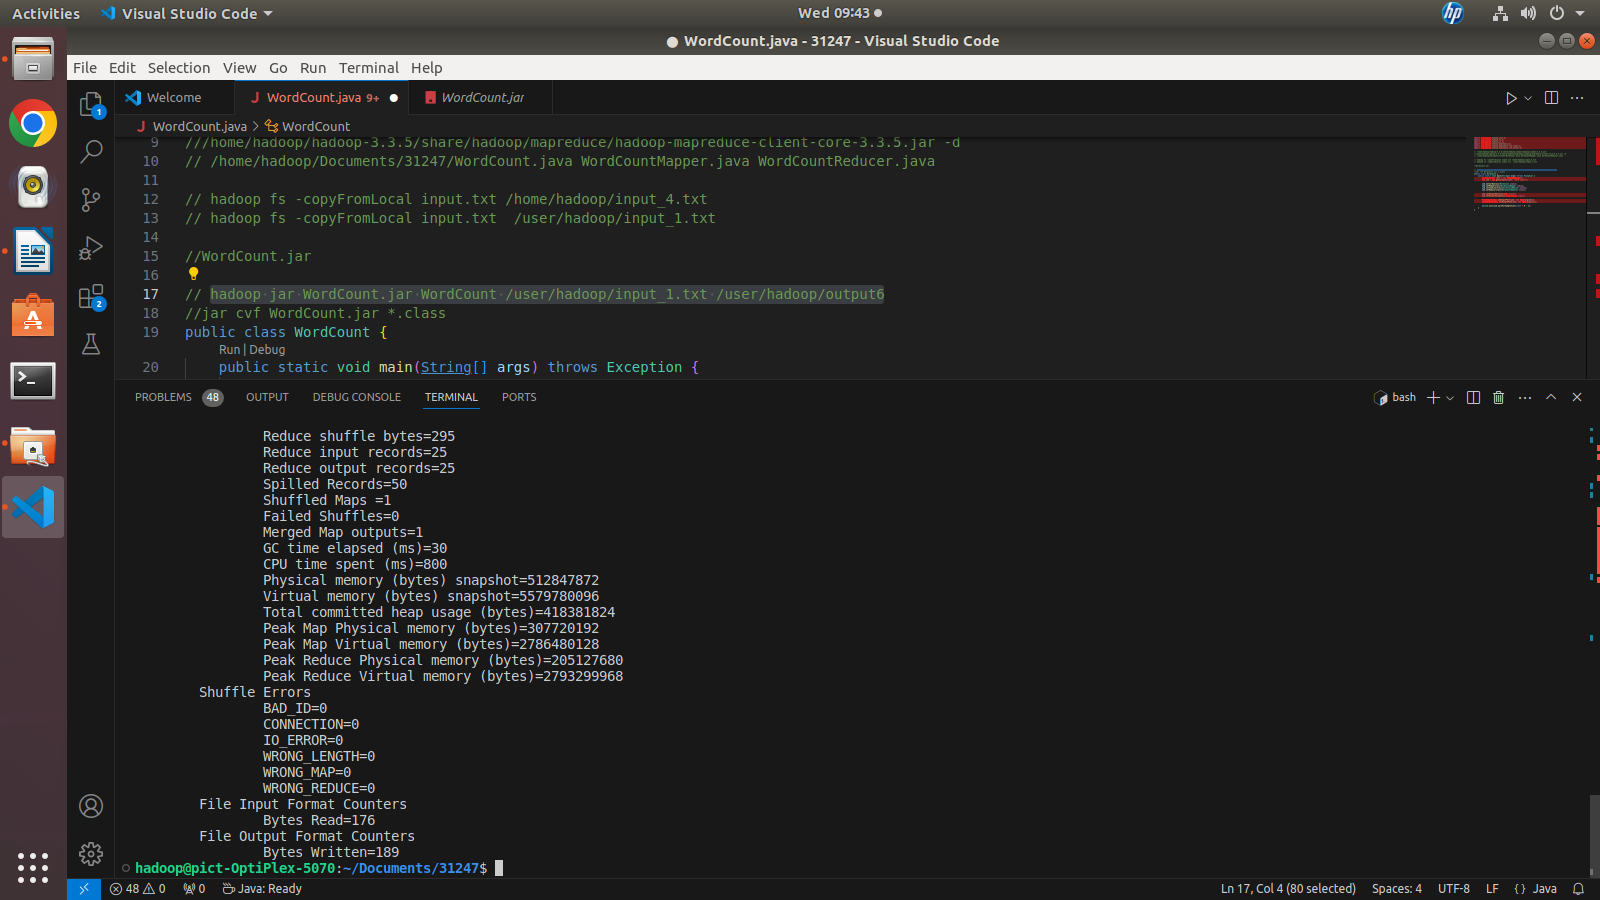 Activities Visual Studio Code Wed 09:43
WordCount.java - 31247 - Visual Studio Code
File Edit Selection View Go Run Terminal Help
Welcome WordCount.java 9+ WordCount.jar
WordCount.java > WordCount
9 ///home/hadoop/hadoop-3.3.5/share/hadoop/mapreduce/hadoop-mapreduce-client-core-3.3.5.jar -d
10 // /home/hadoop/Documents/31247/WordCount.java WordCountMapper.java WordCountReducer.java
11
12 // hadoop fs -copyFromLocal input.txt /home/hadoop/input_4.txt
13 // hadoop fs -copyFromLocal input.txt  /user/hadoop/input_1.txt
14
15 //WordCount.jar
16
17 // hadoop jar WordCount.jar WordCount /user/hadoop/input_1.txt /user/hadoop/output6
18 //jar cvf WordCount.jar *.class
19 public class WordCount {
Run | Debug
20 public static void main(String[] args) throws Exception {
PROBLEMS 48 OUTPUT DEBUG CONSOLE TERMINAL PORTS bash
Reduce shuffle bytes=295
Reduce input records=25
Reduce output records=25
Spilled Records=50
Shuffled Maps =1
Failed Shuffles=0
Merged Map outputs=1
GC time elapsed (ms)=30
CPU time spent (ms)=800
Physical memory (bytes) snapshot=512847872
Virtual memory (bytes) snapshot=5579780096
Total committed heap usage (bytes)=418381824
Peak Map Physical memory (bytes)=307720192
Peak Map Virtual memory (bytes)=2786480128
Peak Reduce Physical memory (bytes)=205127680
Peak Reduce Virtual memory (bytes)=2793299968
Shuffle Errors
BAD_ID=0
CONNECTION=0
IO_ERROR=0
WRONG_LENGTH=0
WRONG_MAP=0
WRONG_REDUCE=0
File Input Format Counters
Bytes Read=176
File Output Format Counters
Bytes Written=189
hadoop@pict-OptiPlex-5070:~/Documents/31247$
48 0 0 Java: Ready Ln 17, Col 4 (80 selected) Spaces: 4 UTF-8 LF {} Java